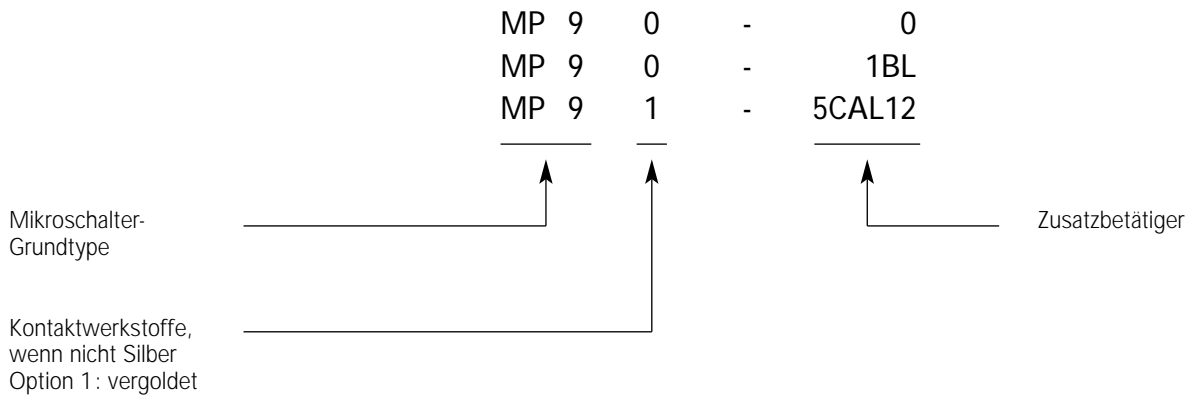 MP 9 0 - 0
MP 9 0 - 1BL
MP 9 1 - 5CAL12
Mikroschalter-
Grundtype
Zusatzbetätiger
Kontaktwerkstoffe,
wenn nicht Silber
Option 1: vergoldet